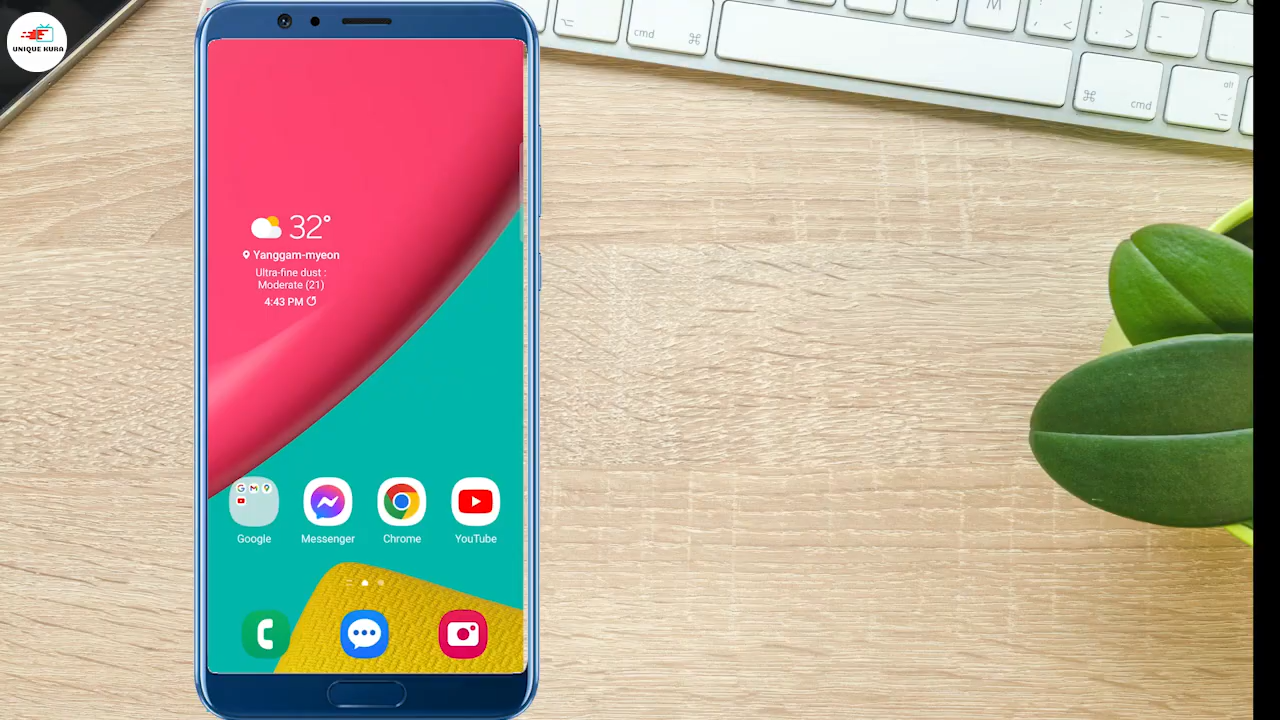 UNIQUE KURA
cmd
M
<
>
cmd
alt
32°
Yanggam-myeon
Ultra-fine dust :
Moderate (21)
4:43 PM
Google
Messenger
Chrome
YouTube